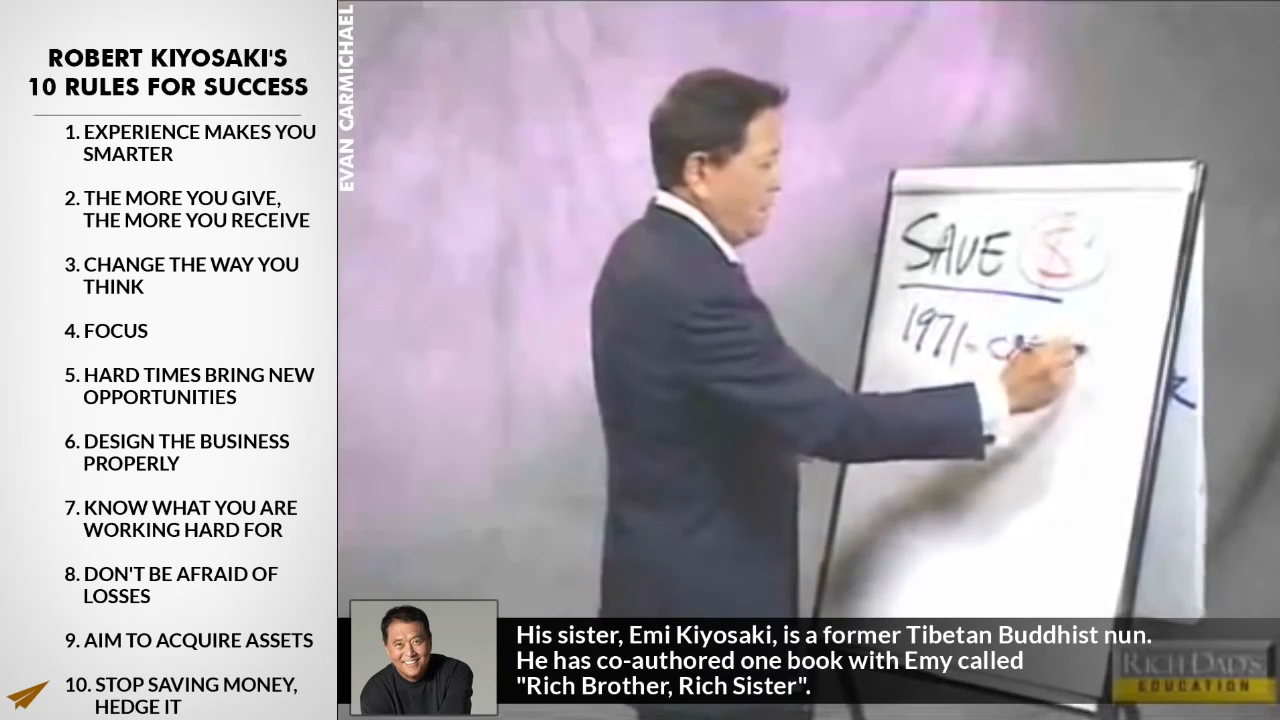 ROBERT KIYOSAKI'S
10 RULES FOR SUCCESS
1. EXPERIENCE MAKES YOU
SMARTER
2. THE MORE YOU GIVE,
THE MORE YOU RECEIVE
3. CHANGE THE WAY YOU
THINK
4. FOCUS
5. HARD TIMES BRING NEW
OPPORTUNITIES
6. DESIGN THE BUSINESS
PROPERLY
7. KNOW WHAT YOU ARE
WORKING HARD FOR
8. DON'T BE AFRAID OF
LOSSES
9. AIM TO ACQUIRE ASSETS
10. STOP SAVING MONEY,
HEDGE IT
EVAN CARMICHAEL
SAVE $
1971-
His sister, Emi Kiyosaki, is a former Tibetan Buddhist nun.
He has co-authored one book with Emy called
"Rich Brother, Rich Sister".
RICH DAD'S
EDUCATION